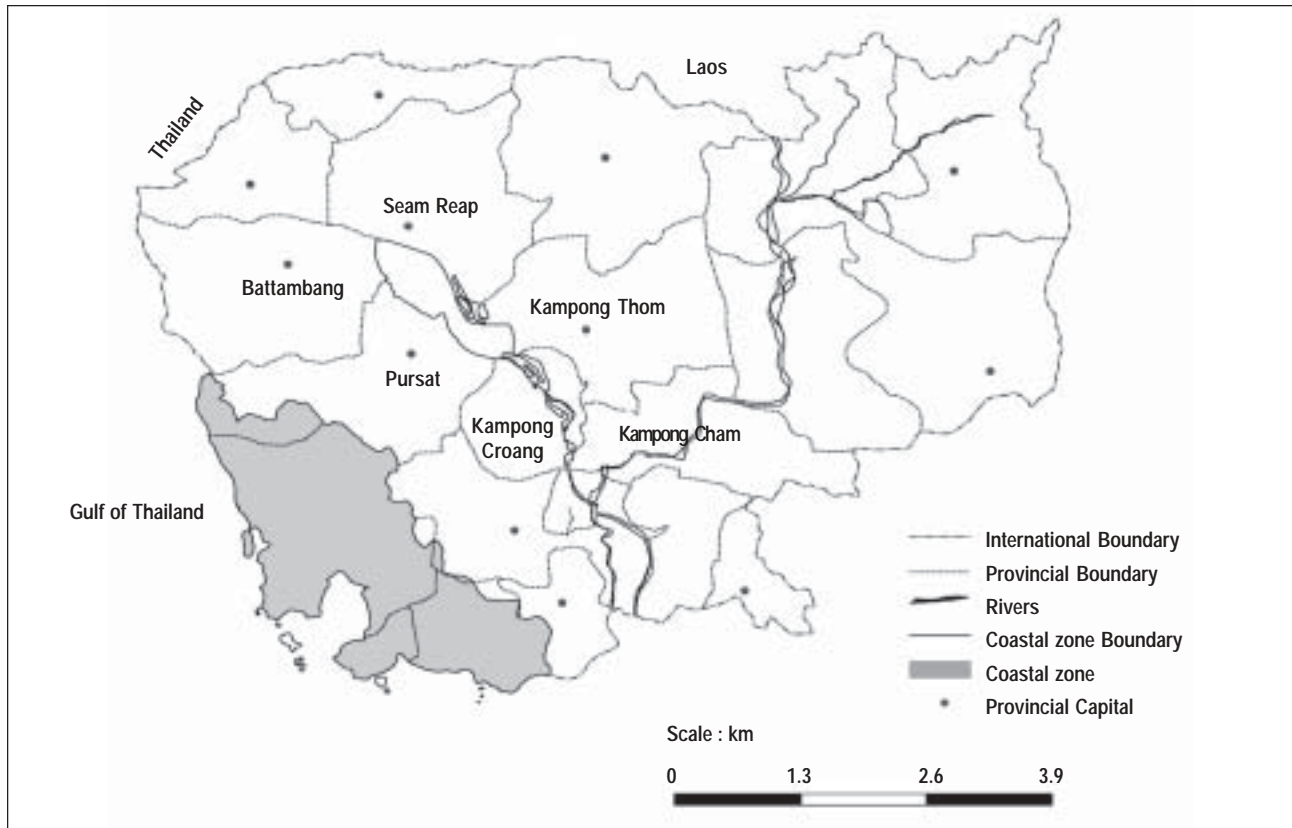 Laos
Thailand
Seam Reap
Battambang
Kampong Thom
Pursat
Kampong
Croang
Kampong Cham
Gulf of Thailand
International Boundary
Provincial Boundary
Rivers
Coastal zone Boundary
Coastal zone
Provincial Capital
Scale : km
0 1.3 2.6 3.9